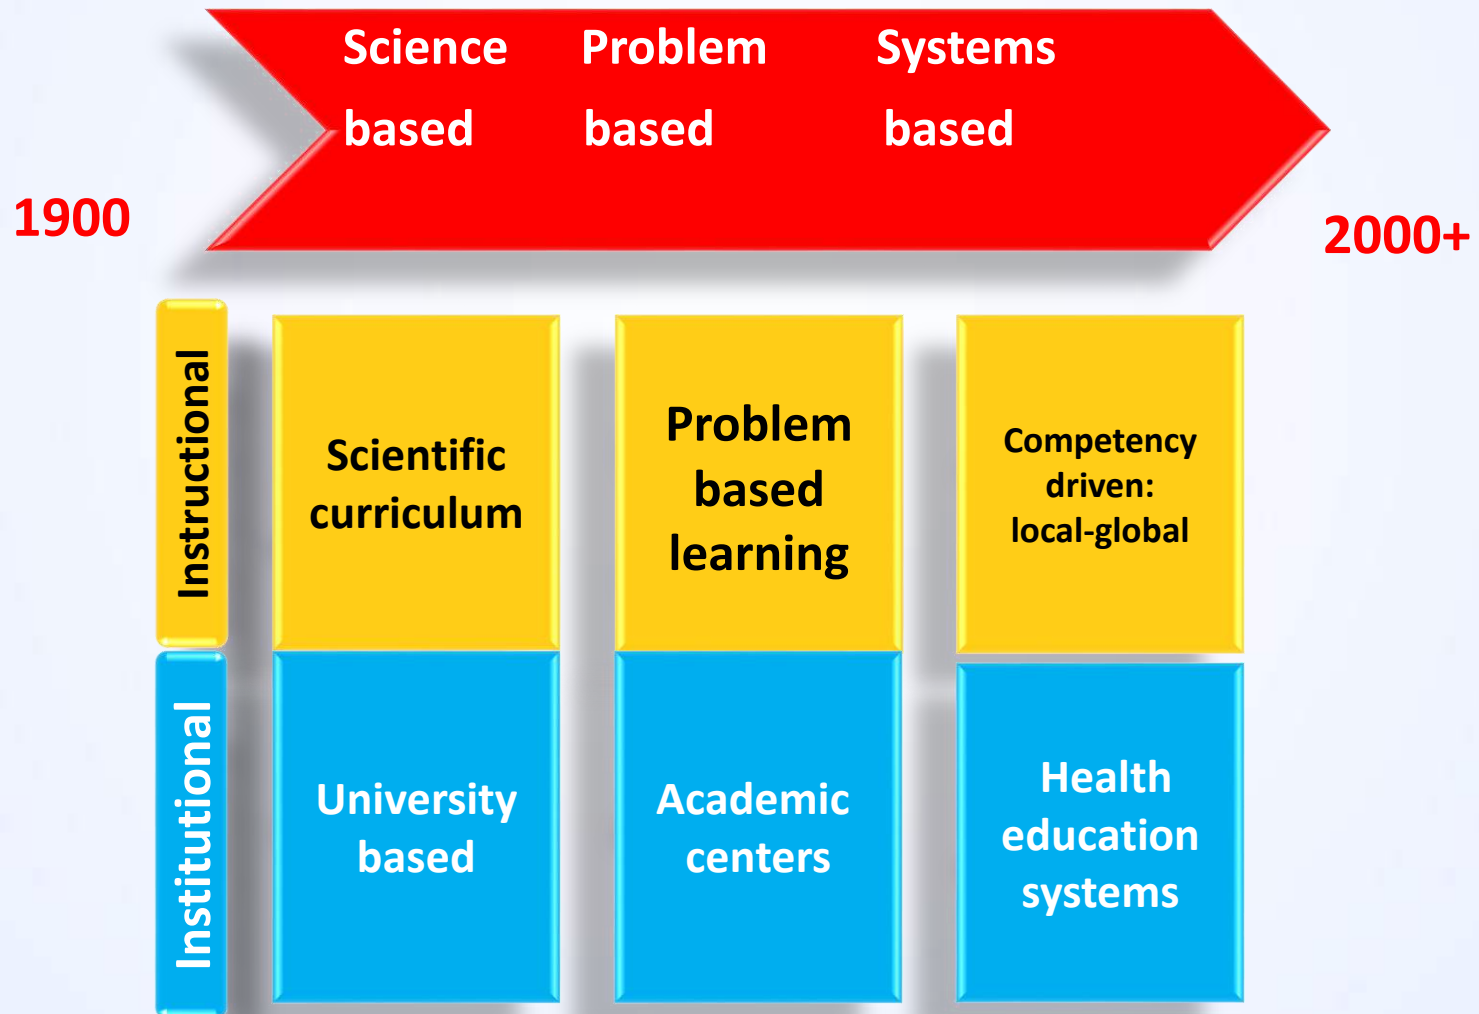 Science Problem Systems
based based based
1900
2000+
Instructional
Scientific
curriculum
Problem
based
learning
Competency
driven:
local-global
Institutional
University
based
Academic
centers
Health
education
systems